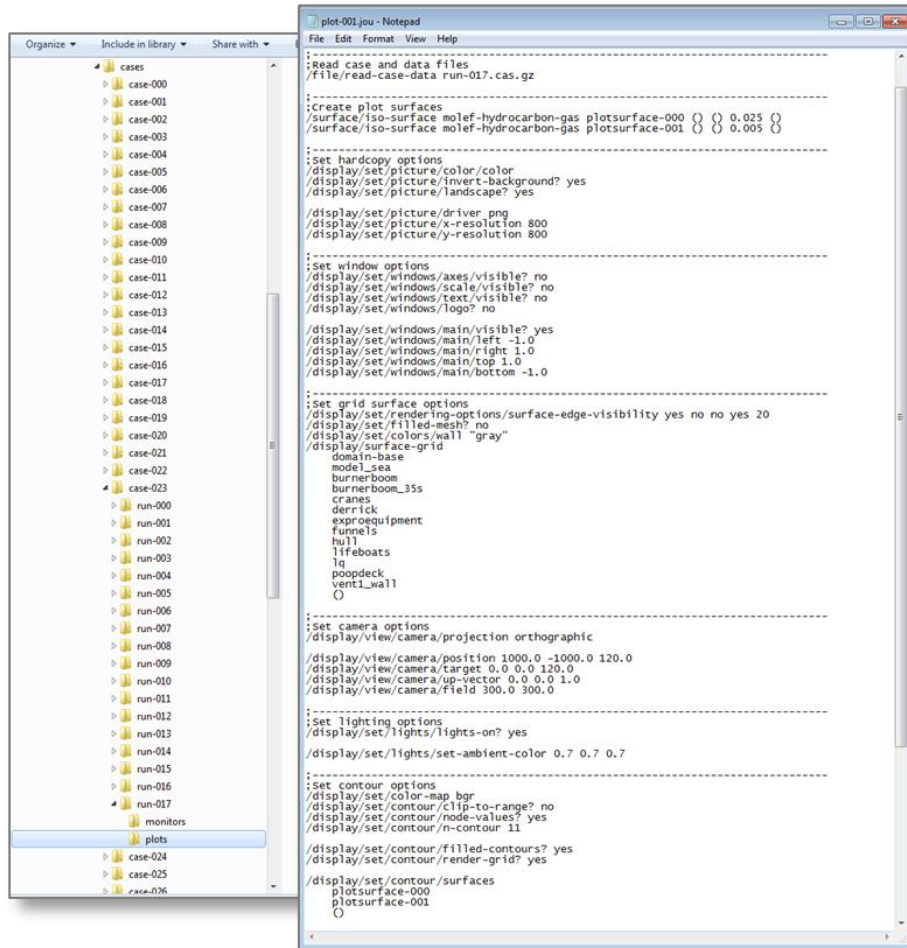 Organize Include in library Share with
cases
case-000
case-001
case-002
case-003
case-004
case-005
case-006
case-007
case-008
case-009
case-010
case-011
case-012
case-013
case-014
case-015
case-016
case-017
case-018
case-019
case-020
case-021
case-022
case-023
run-000
run-001
run-002
run-003
run-004
run-005
run-006
run-007
run-008
run-009
run-010
run-011
run-012
run-013
run-014
run-015
run-016
run-017
monitors
plots
case-024
case-025
case-026
plot-001.jou - Notepad
File Edit Format View Help
;----------------------------------------------------------------------
;Read case and data files
/file/read-case-data run-017.cas.gz
;----------------------------------------------------------------------
;Create plot surfaces
/surface/iso-surface molef-hydrocarbon-gas plotsurface-000 () () 0.025 ()
/surface/iso-surface molef-hydrocarbon-gas plotsurface-001 () () 0.005 ()
;----------------------------------------------------------------------
;Set hardcopy options
/display/set/picture/color/color
/display/set/picture/invert-background? yes
/display/set/picture/landscape? yes
/display/set/picture/driver png
/display/set/picture/x-resolution 800
/display/set/picture/y-resolution 800
;----------------------------------------------------------------------
;Set window options
/display/set/windows/axes/visible? no
/display/set/windows/scale/visible? no
/display/set/windows/text/visible? no
/display/set/windows/logo? no
/display/set/windows/main/visible? yes
/display/set/windows/main/left -1.0
/display/set/windows/main/right 1.0
/display/set/windows/main/top 1.0
/display/set/windows/main/bottom -1.0
;----------------------------------------------------------------------
;Set grid surface options
/display/set/rendering-options/surface-edge-visibility yes no no yes 20
/display/set/filled-mesh? no
/display/set/colors/wall "gray"
/display/surface-grid
domain-base
model_sea
burnerboom
burnerboom_35s
cranes
derrick
exproequipment
funnels
hull
lifeboats
lq
poopdeck
vent1_wall
()
;----------------------------------------------------------------------
;Set camera options
/display/view/camera/projection orthographic
/display/view/camera/position 1000.0 -1000.0 120.0
/display/view/camera/target 0.0 0.0 120.0
/display/view/camera/up-vector 0.0 0.0 1.0
/display/view/camera/field 300.0 300.0
;----------------------------------------------------------------------
;Set lighting options
/display/set/lights/lights-on? yes
/display/set/lights/set-ambient-color 0.7 0.7 0.7
;----------------------------------------------------------------------
;Set contour options
/display/set/color-map bgr
/display/set/contour/clip-to-range? no
/display/set/contour/node-values? yes
/display/set/contour/n-contour 11
/display/set/contour/filled-contours? yes
/display/set/contour/render-grid? yes
/display/set/contour/surfaces
plotsurface-000
plotsurface-001
()